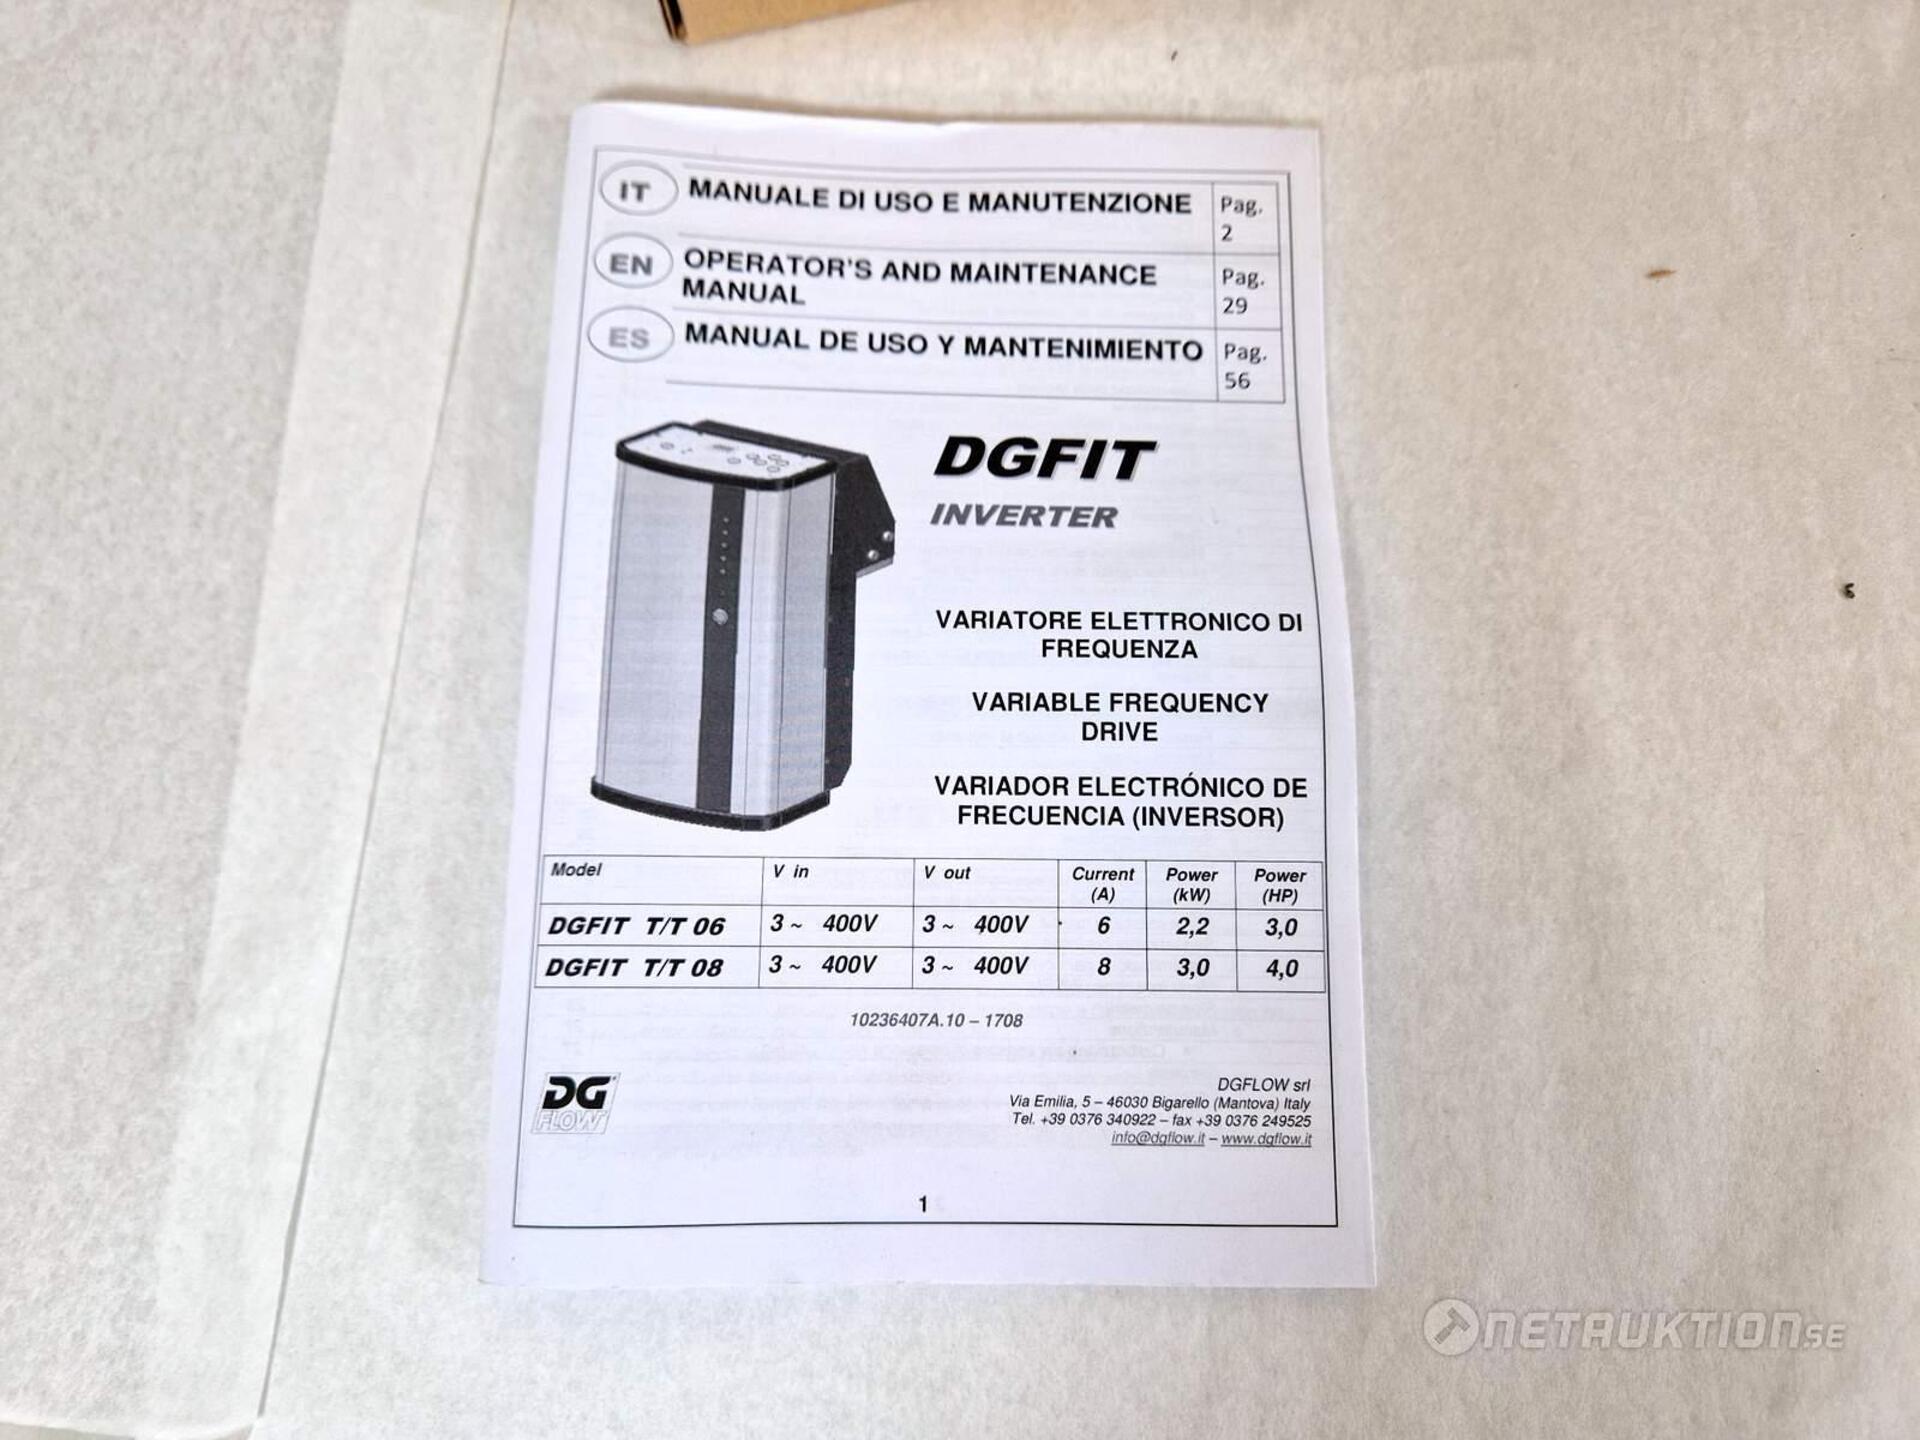 IT MANUALE DI USO E MANUTENZIONE Pag.
2
EN OPERATOR'S AND MAINTENANCE Pag.
MANUAL 29
ES MANUAL DE USO Y MANTENIMIENTO Pag.
56
DGFIT
INVERTER
VARIATORE ELETTRONICO DI
FREQUENZA
VARIABLE FREQUENCY
DRIVE
VARIADOR ELECTRÓNICO DE
FRECUENCIA (INVERSOR)
Model V in V out Current Power Power
(A) (kW) (HP)
DGFIT T/T 06 3 ~ 400V 3 ~ 400V 6 2,2 3,0
DGFIT T/T 08 3 ~ 400V 3 ~ 400V 8 3,0 4,0
10236407A.10 – 1708
DG
FLOW
DGFLOW srl
Via Emilia, 5 – 46030 Bigarello (Mantova) Italy
Tel. +39 0376 340922 – fax +39 0376 249525
info@dgflow.it – www.dgflow.it
1
NETAUKTION.SE